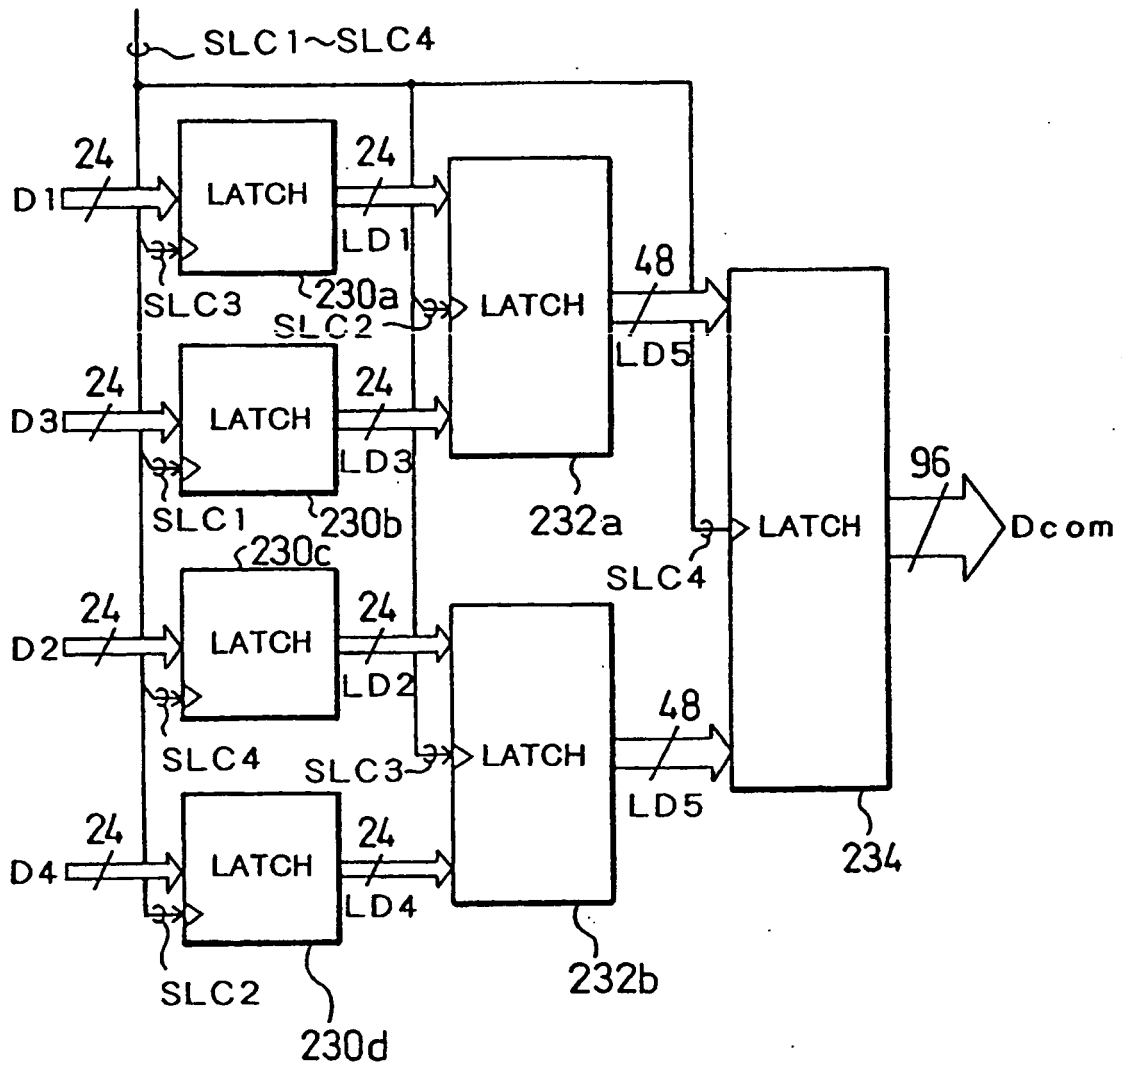 SLC1~SLC4
24
D1
LATCH
24
LD1
SLC3
230a
SLC2
LATCH
48
LD5
232a
24
D3
LATCH
24
LD3
SLC1
230b
230c
24
D2
LATCH
24
LD2
SLC4
SLC3
LATCH
48
LD5
232b
24
D4
LATCH
24
LD4
SLC2
230d
SLC4
LATCH
96
Dcom
234